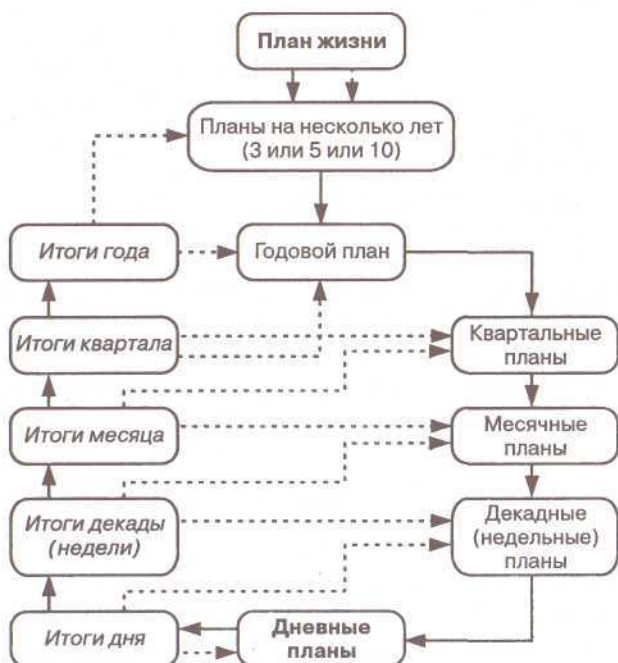 План жизни
Планы на несколько лет
(3 или 5 или 10)
Итоги года
Годовой план
Итоги квартала
Квартальные
планы
Итоги месяца
Месячные
планы
Итоги декады
(недели)
Декадные
(недельные)
планы
Итоги дня
Дневные
планы